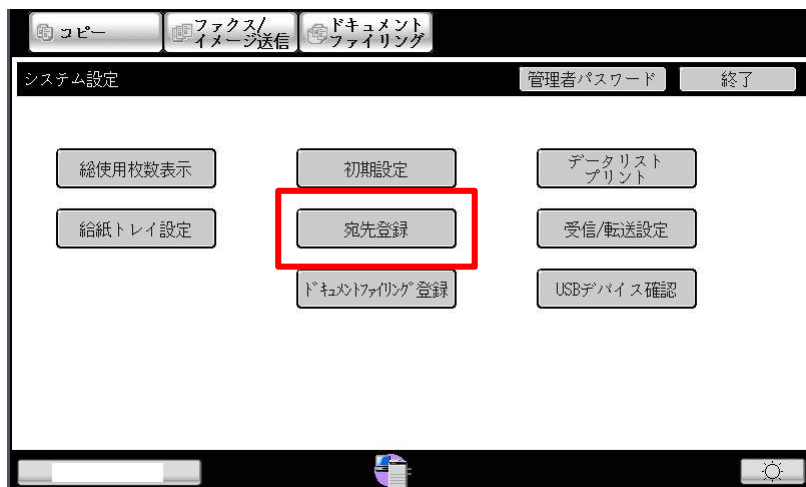 コピー
ファクス/
イメージ送信
ドキュメント
ファイリング
システム設定
管理者パスワード
終了
総使用枚数表示
初期設定
データリスト
プリント
給紙トレイ設定
宛先登録
受信/転送設定
ドキュメントファイリング登録
USBデバイス確認